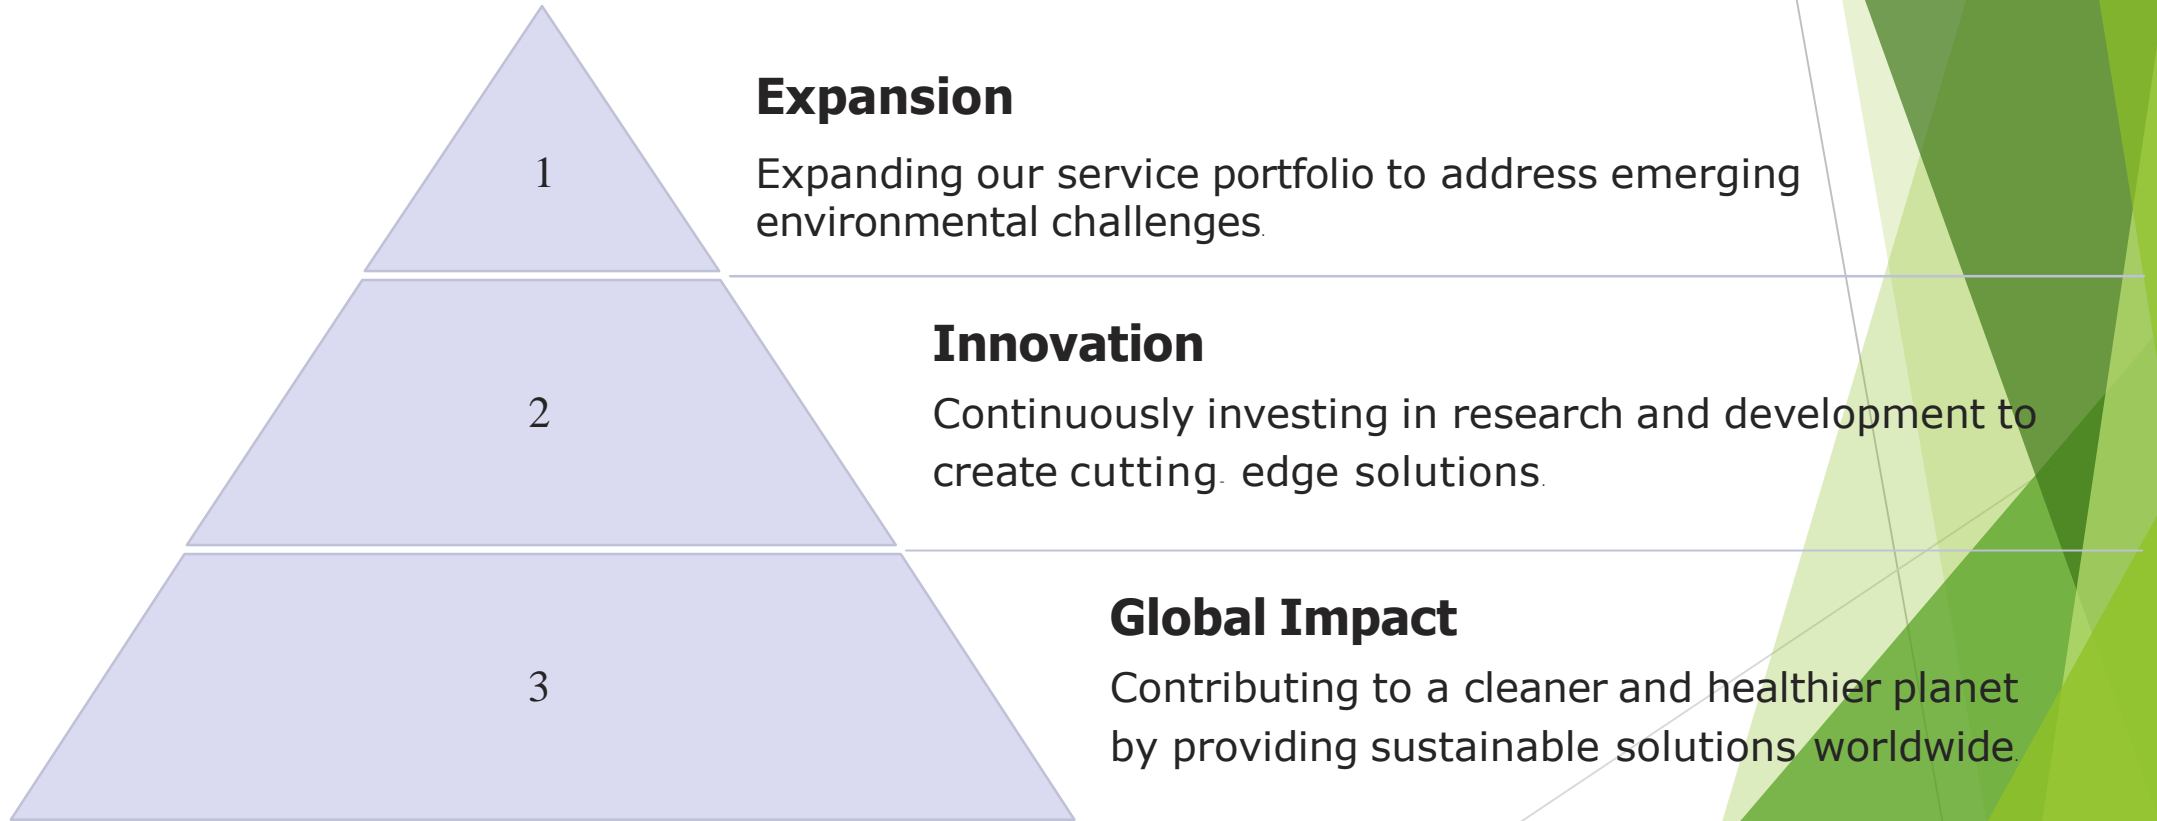 1
Expansion
Expanding our service portfolio to address emerging
environmental challenges.
2
Innovation
Continuously investing in research and development to
create cutting- edge solutions.
3
Global Impact
Contributing to a cleaner and healthier planet
by providing sustainable solutions worldwide.